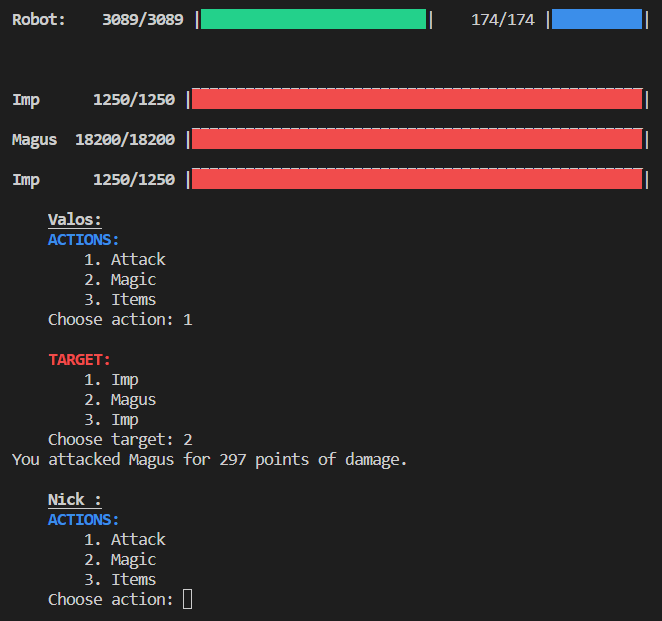 Robot: 3089/3089 | | 174/174 | |
Imp 1250/1250 | |
Magus 18200/18200 | |
Imp 1250/1250 | |
Valos:
ACTIONS:
1. Attack
2. Magic
3. Items
Choose action: 1
TARGET:
1. Imp
2. Magus
3. Imp
Choose target: 2
You attacked Magus for 297 points of damage.
Nick :
ACTIONS:
1. Attack
2. Magic
3. Items
Choose action: